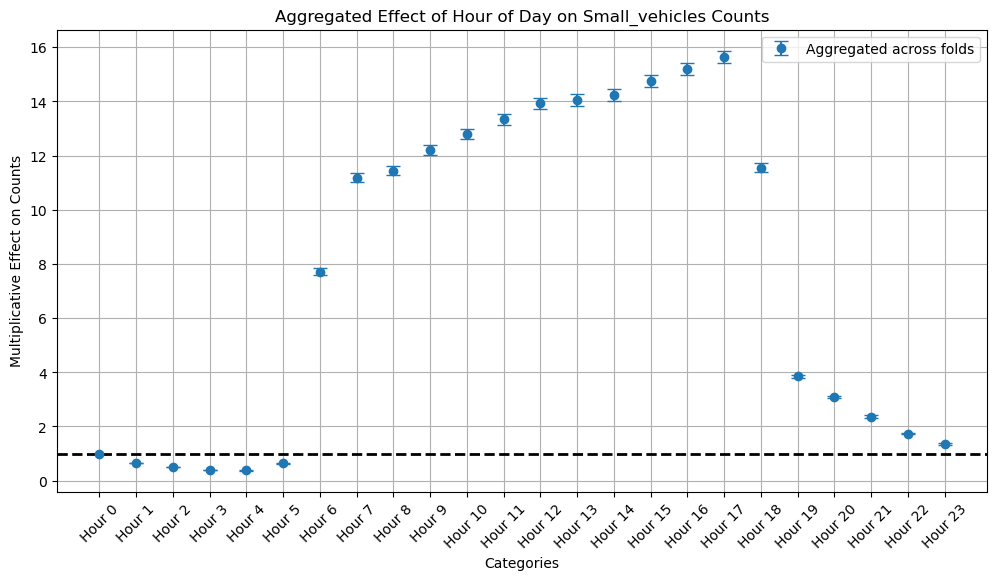 Aggregated Effect of Hour of Day on Small_vehicles Counts
Aggregated across folds
Multiplicative Effect on Counts
16
14
12
10
8
6
4
2
0
Hour 0
Hour 1
Hour 2
Hour 3
Hour 4
Hour 5
Hour 6
Hour 7
Hour 8
Hour 9
Hour 10
Hour 11
Hour 12
Hour 13
Hour 14
Hour 15
Hour 16
Hour 17
Hour 18
Hour 19
Hour 20
Hour 21
Hour 22
Hour 23
Categories